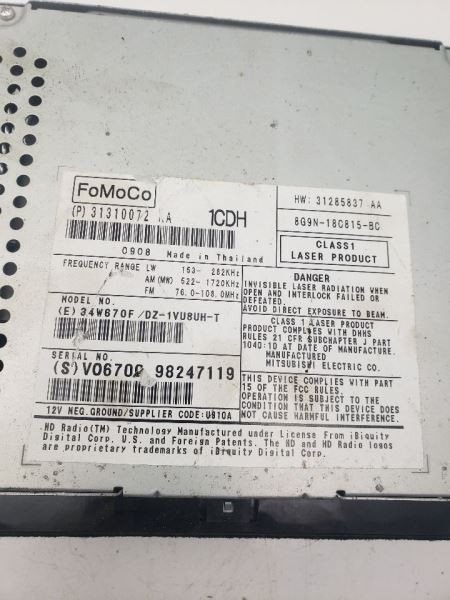 FoMoCo
(P) 31310072 AA 1CDH
0908 Made in Thailand
FREQUENCY RANGE LW 153- 282KHz
AM(MW) 522- 1720KHz
FM 76.0-108.0MHz
MODEL NO.
(E) 34W670F /DZ-1VU8UH-T
SERIAL NO.
(S) V06709 98247119
12V NEG.GROUND/SUPPLIER CODE:U810A
HW: 31285837 AA
8G9N-18C815-BC
CLASS1
LASER PRODUCT
DANGER
INVISIBLE LASER RADIATION WHEN
OPEN AND INTERLOCK FAILED OR
DEFEATED.
AVOID DIRECT EXPOSURE TO BEAM.
CLASS 1 LASER PRODUCT
PRODUCT COMPLIES WITH DHHS
RULES 21 CFR SUBCHAPTER J PART
1040:10 AT DATE OF MANUFACTURE.
MANUFACTURED
MITSUBISHI ELECTRIC CO.
THIS DEVICE COMPLIES WITH PART
15 OF THE FCC RULES.
OPERATION IS SUBJECT TO THE
CONDITION THAT THIS DEVICE DOES
NOT CAUSE HARMFUL INTERFERENCE.
HD Radio(TM) Technology Manufactured under License From iBiquity
Digital Corp. U.S. and Foreign Patents. The HD and HD Radio logos
are proprietary trademarks of iBiquity Digital Corp.